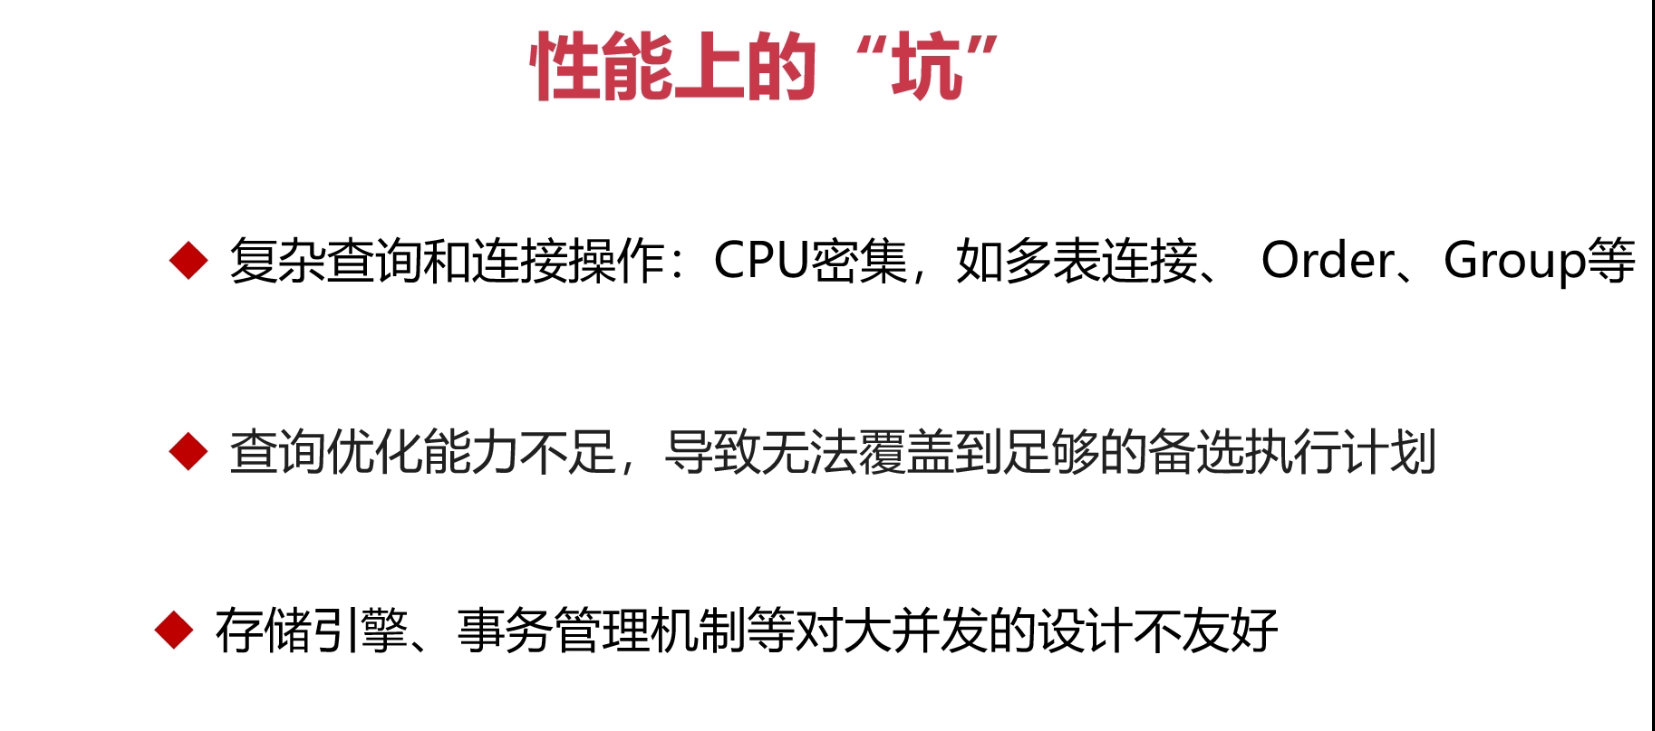 性能上的“坑”
复杂查询和连接操作：CPU密集，如多表连接、 Order、Group等
查询优化能力不足，导致无法覆盖到足够的备选执行计划
存储引擎、事务管理机制等对大并发的设计不友好